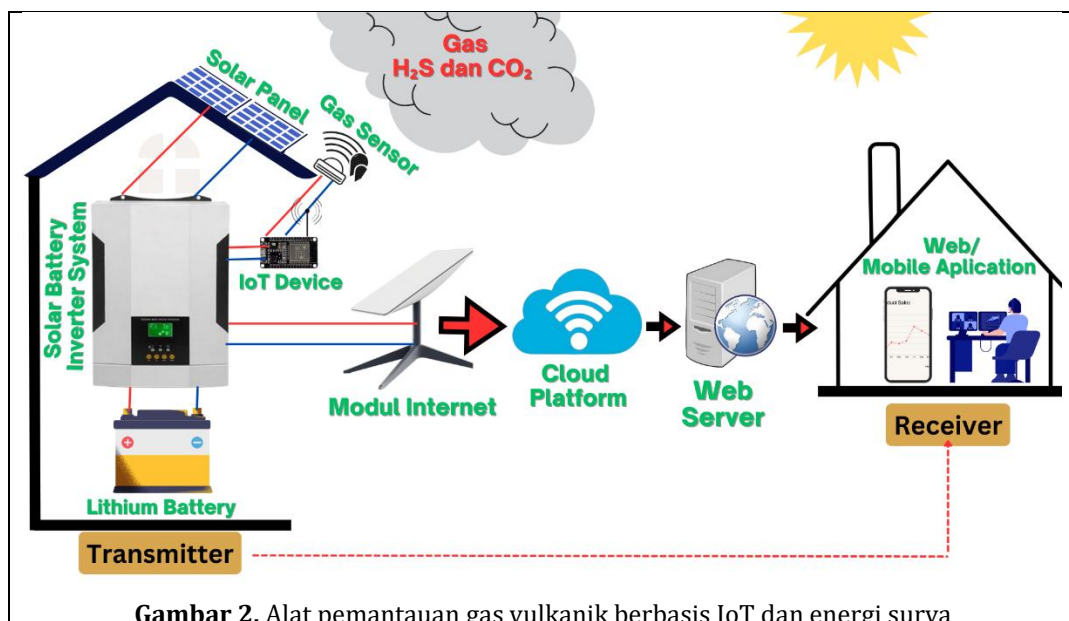 Gas
H₂S dan CO₂
Solar Panel
Gas Sensor
Solar Battery
Inverter System
IoT Device
Lithium Battery
Transmitter
Modul Internet
Cloud
Platform
Web
Server
Web/
Mobile Aplication
Receiver
Gambar 2. Alat pemantauan gas vulkanik berbasis IoT dan energi surya